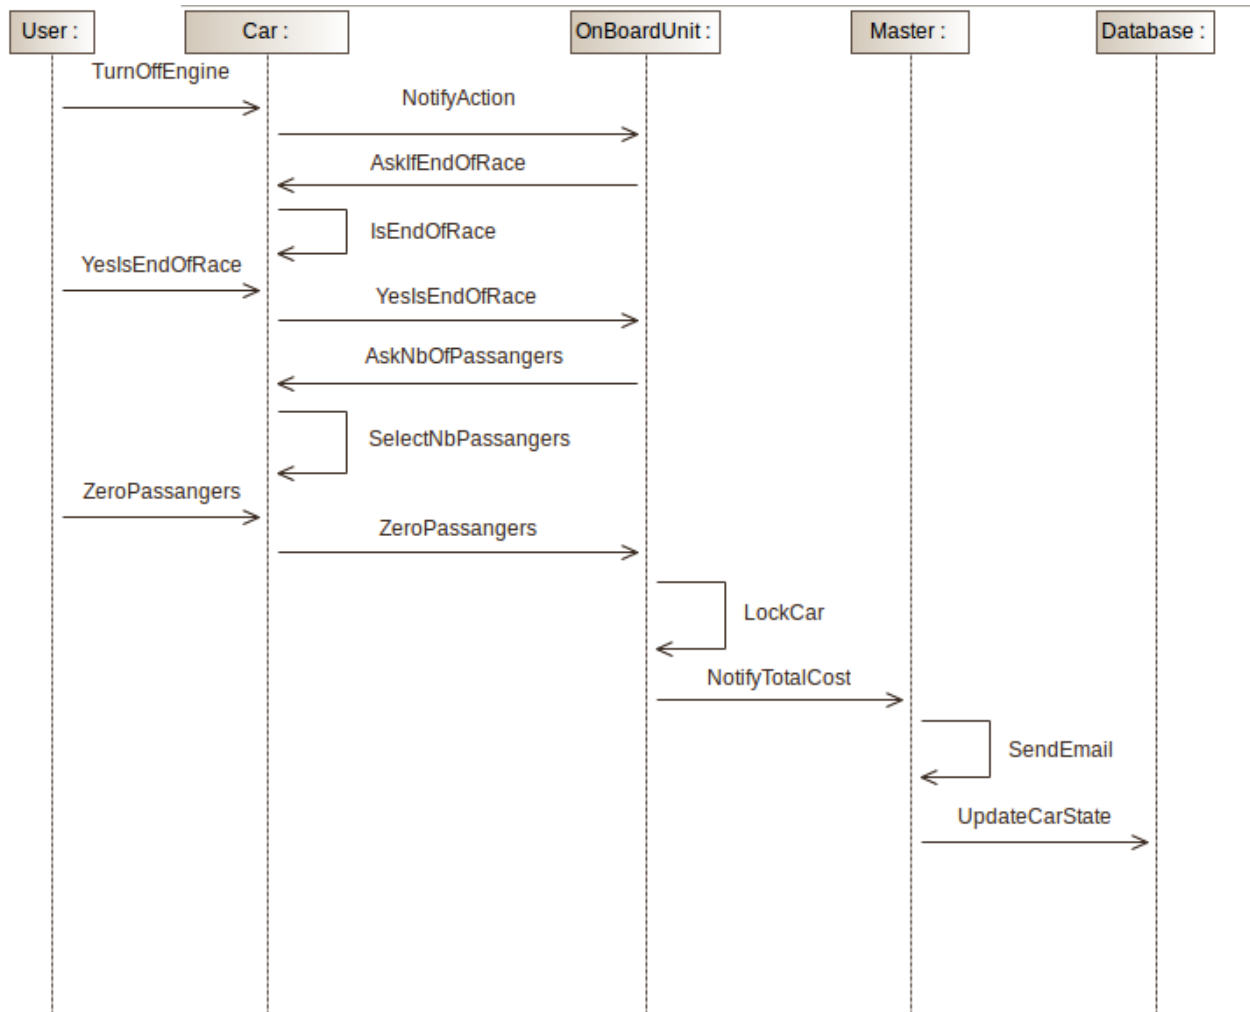 User :
Car :
OnBoardUnit :
Master :
Database :
TurnOffEngine
NotifyAction
AskIfEndOfRace
IsEndOfRace
YesIsEndOfRace
YesIsEndOfRace
AskNbOfPassangers
SelectNbPassangers
ZeroPassangers
ZeroPassangers
LockCar
NotifyTotalCost
SendEmail
UpdateCarState